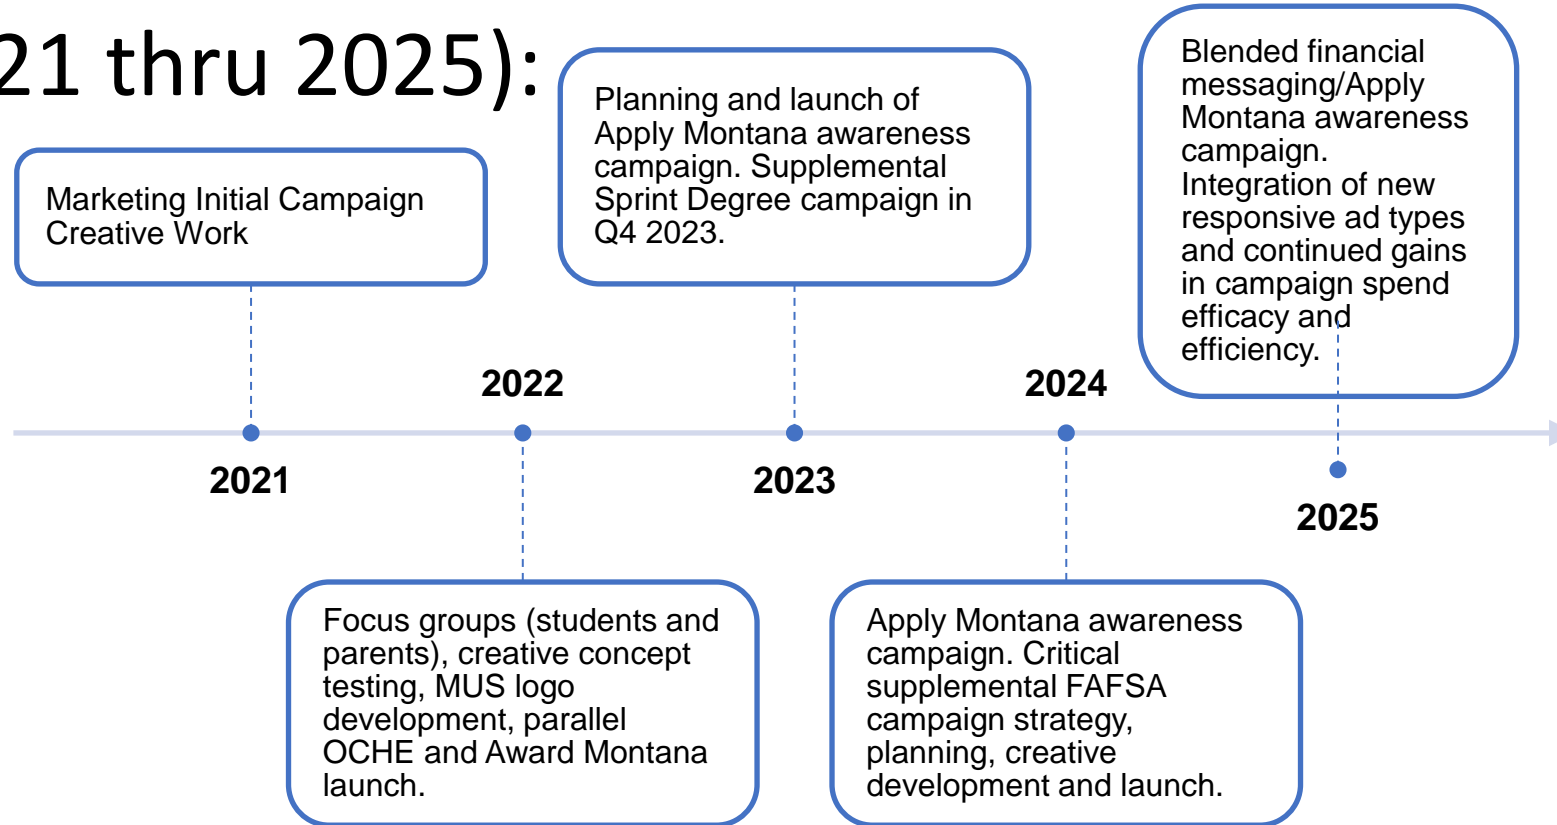 21 thru 2025):
Marketing Initial Campaign
Creative Work
2021
2022
Focus groups (students and
parents), creative concept
testing, MUS logo
development, parallel
OCHE and Award Montana
launch.
Planning and launch of
Apply Montana awareness
campaign. Supplemental
Sprint Degree campaign in
Q4 2023.
2023
2024
Apply Montana awareness
campaign. Critical
supplemental FAFSA
campaign strategy,
planning, creative
development and launch.
Blended financial
messaging/Apply
Montana awareness
campaign.
Integration of new
responsive ad types
and continued gains
in campaign spend
efficacy and
efficiency.
2025